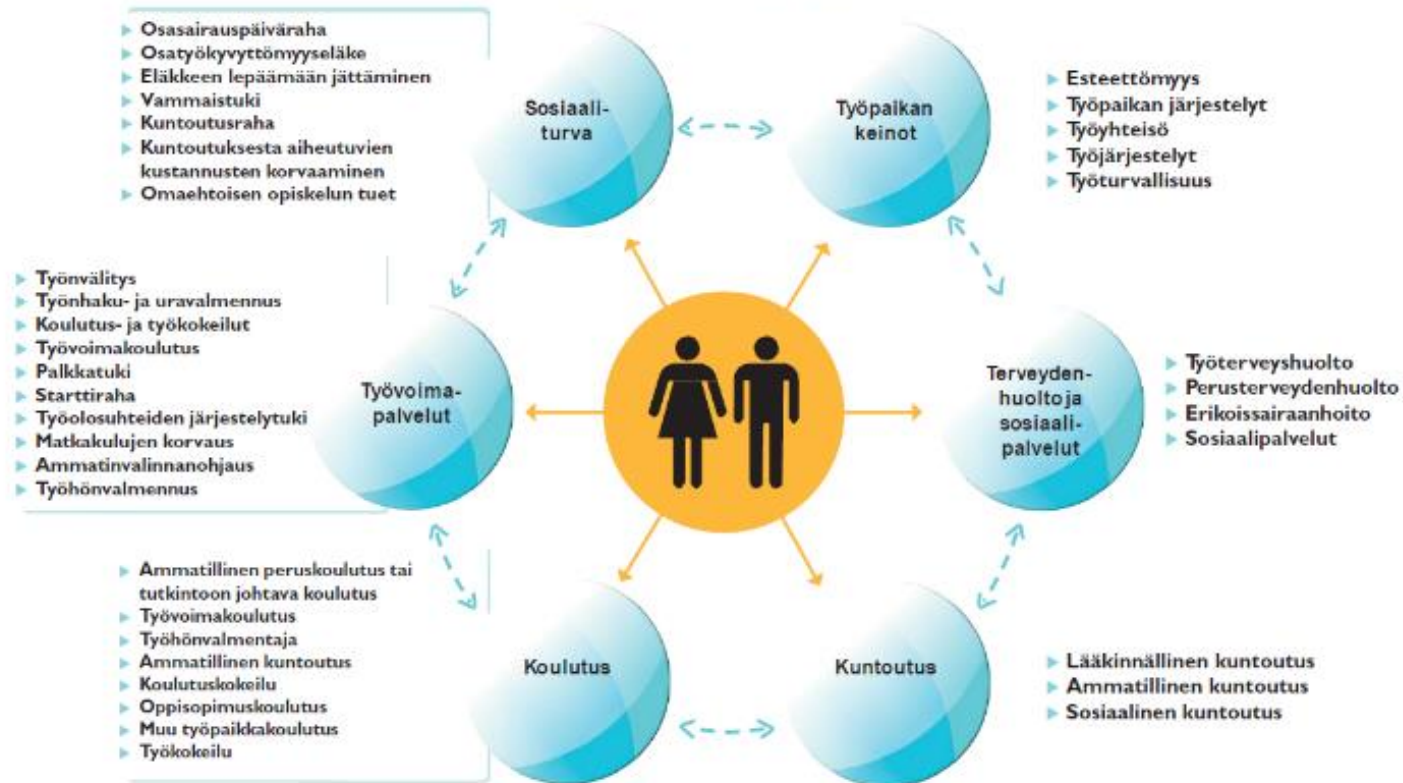 Osasairauspäiväraha
Osatyökyvyttömyyseläke
Eläkkeen lepäämään jättäminen
Vammaistuki
Kuntoutusraha
Kuntoutuksesta aiheutuvien
kustannusten korvaaminen
Omaehtoisen opiskelun tuet
Sosiaali-
turva
Työpaikan
keinot
Esteettömyys
Työpaikan järjestelyt
Työyhteisö
Työjärjestelyt
Työturvallisuus
Työnvälitys
Työnhaku- ja uravalmennus
Koulutus- ja työkokeilut
Työvoimakoulutus
Palkkatuki
Starttiraha
Työolosuhteiden järjestelytuki
Matkakulujen korvaus
Ammatinvalinnanohjaus
Työhönvalmennus
Työvoima-
palvelut
Terveyden-
huolto ja
sosiaali-
palvelut
Työterveyshuolto
Perusterveydenhuolto
Erikoissairaanhoito
Sosiaalipalvelut
Ammatillinen peruskoulutus tai
tutkintoon johtava koulutus
Työvoimakoulutus
Työhönvalmentaja
Ammatillinen kuntoutus
Koulutuskokeilu
Oppisopimuskoulutus
Muu työpaikkakoulutus
Työkokeilu
Koulutus
Kuntoutus
Lääkinnällinen kuntoutus
Ammatillinen kuntoutus
Sosiaalinen kuntoutus